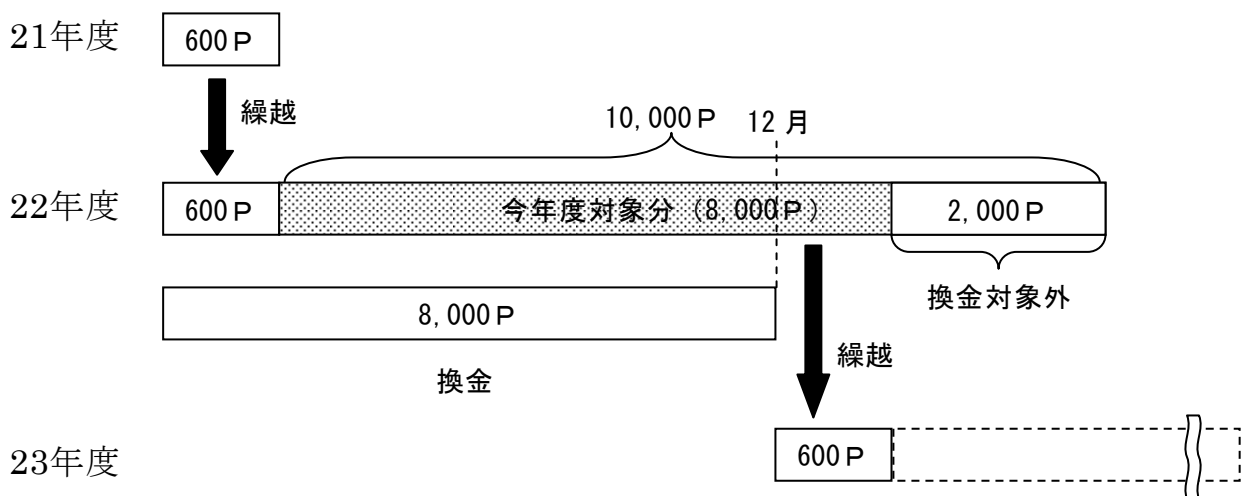 21年度
600P
繰越
10,000P
12月
22年度
600P
今年度対象分(8,000P)
2,000P
換金対象外
8,000P
換金
繰越
23年度
600P